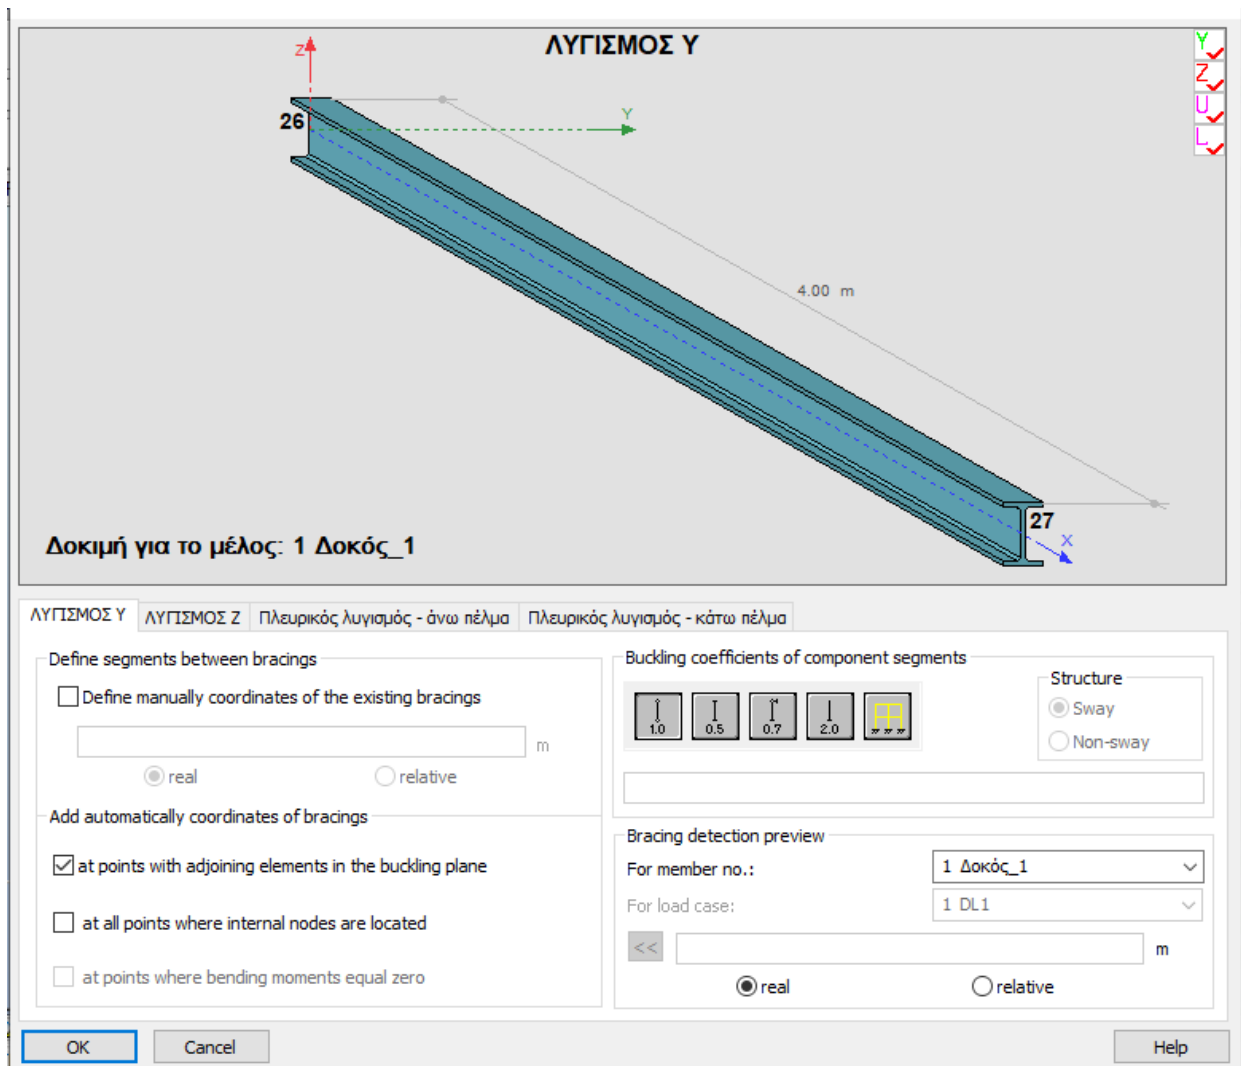 ΛΥΓΙΣΜΟΣ Y
Z
Y
Y
Z
U
L
26
4.00 m
27
X
Δοκιμή για το μέλος: 1 Δοκός_1
ΛΥΓΙΣΜΟΣ Y
ΛΥΓΙΣΜΟΣ Z
Πλευρικός λυγισμός - άνω πέλμα
Πλευρικός λυγισμός - κάτω πέλμα
Define segments between bracings
Define manually coordinates of the existing bracings
m
real
relative
Add automatically coordinates of bracings
at points with adjoining elements in the buckling plane
at all points where internal nodes are located
at points where bending moments equal zero
Buckling coefficients of component segments
1.0
0.5
0.7
2.0
Structure
Sway
Non-sway
Bracing detection preview
For member no.:
1 Δοκός_1
For load case:
1 DL1
<<
m
real
relative
OK
Cancel
Help